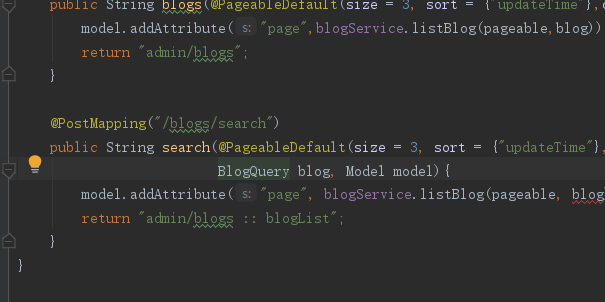 public String blogs(@PageableDefault(size = 3, sort = {"updateTime"},
model.addAttribute( s: "page",blogService.listBlog(pageable,blog))
return "admin/blogs";
}
@PostMapping("/blogs/search")
public String search(@PageableDefault(size = 3, sort = {"updateTime"},
BlogQuery blog, Model model){
model.addAttribute( s: "page", blogService.listBlog(pageable, blog
return "admin/blogs :: blogList";
}
}